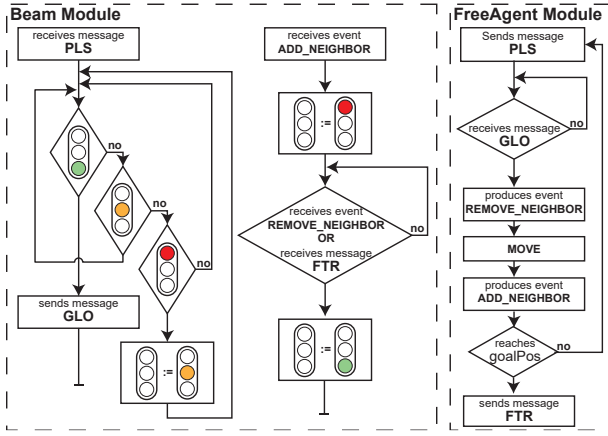 Beam Module
receives message
PLS
no
no
no
sends message
GLO
:=
receives event
ADD_NEIGHBOR
:=
receives event
REMOVE_NEIGHBOR
OR
receives message
FTR
no
:=
FreeAgent Module
Sends message
PLS
receives message
GLO
no
produces event
REMOVE_NEIGHBOR
MOVE
produces event
ADD_NEIGHBOR
reaches
goalPos
no
sends message
FTR